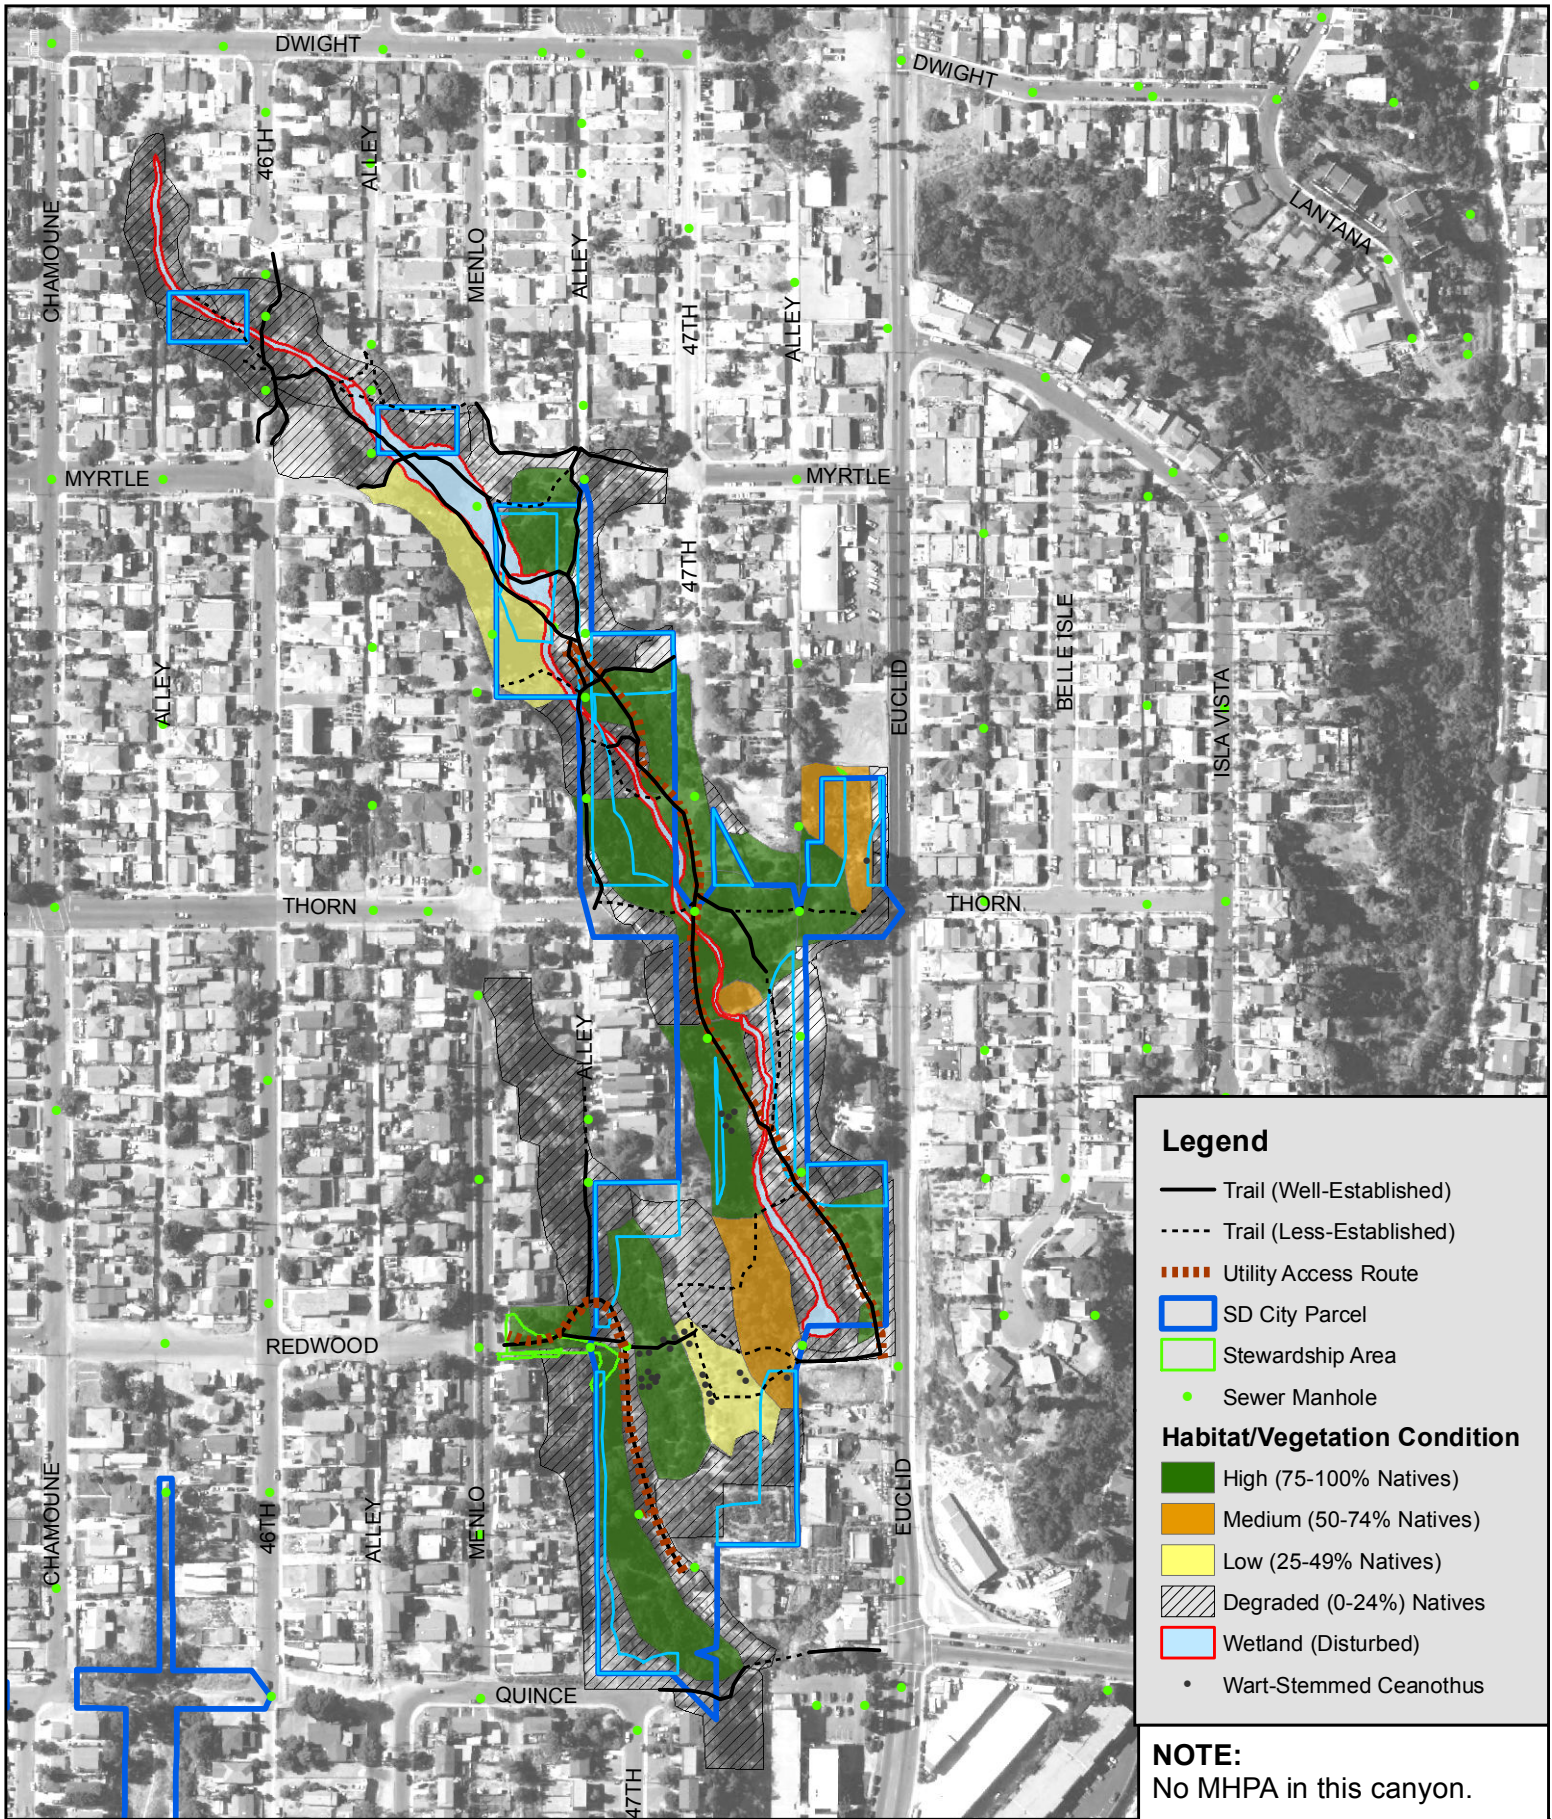 DWIGHT
DWIGHT
46TH
ALLEY
CHAMOUNE
MENLO
ALLEY
47TH
ALLEY
LANTANA
MYRTLE
MYRTLE
47TH
ALLEY
EUCLID
BELLE ISLE
ISLA VISTA
THORN
THORN
ALLEY
REDWOOD
CHAMOUNE
46TH
ALLEY
MENLO
EUCLID
QUINCE
47TH
Legend
Trail (Well-Established)
Trail (Less-Established)
Utility Access Route
SD City Parcel
Stewardship Area
Sewer Manhole
Habitat/Vegetation Condition
High (75-100% Natives)
Medium (50-74% Natives)
Low (25-49% Natives)
Degraded (0-24%) Natives
Wetland (Disturbed)
Wart-Stemmed Ceanothus
NOTE:
No MHPA in this canyon.